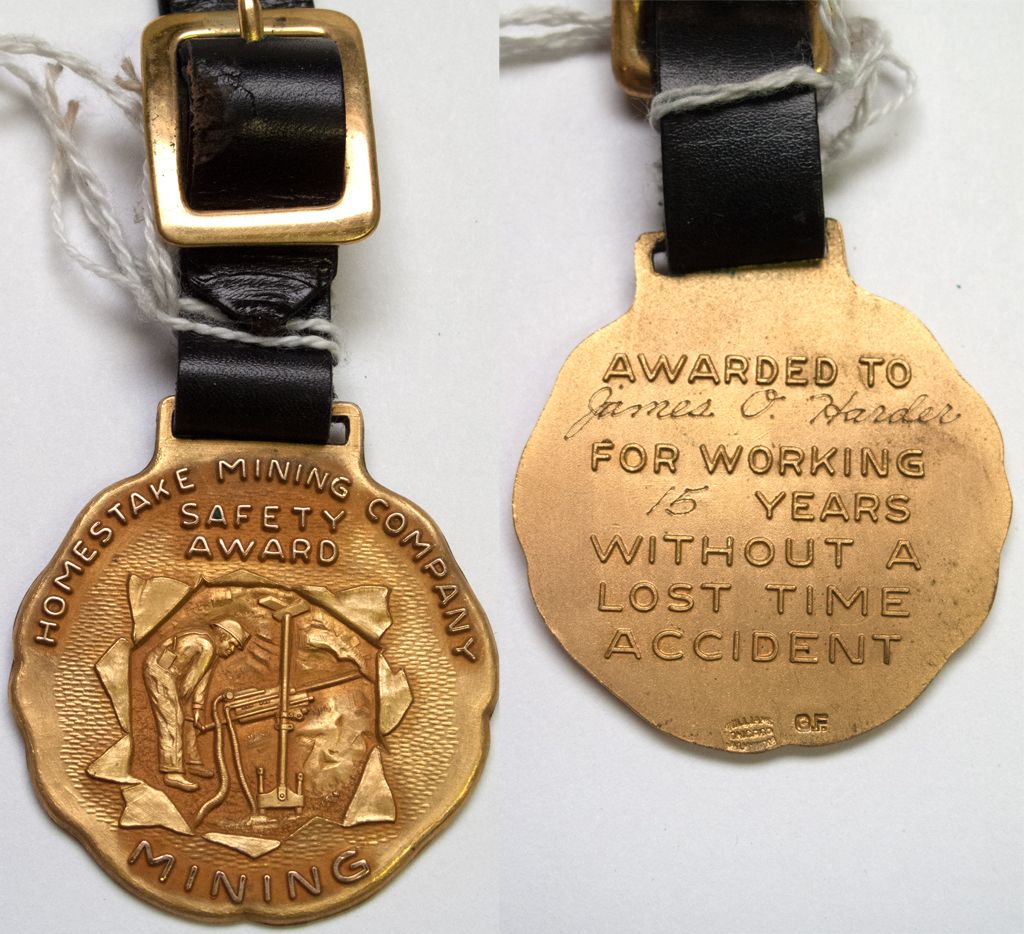 HOMESTAKE MINING COMPANY
SAFETY
AWARD
MINING
AWARDED TO
James O. Harder
FOR WORKING
15 YEARS
WITHOUT A
LOST TIME
ACCIDENT
G.F.